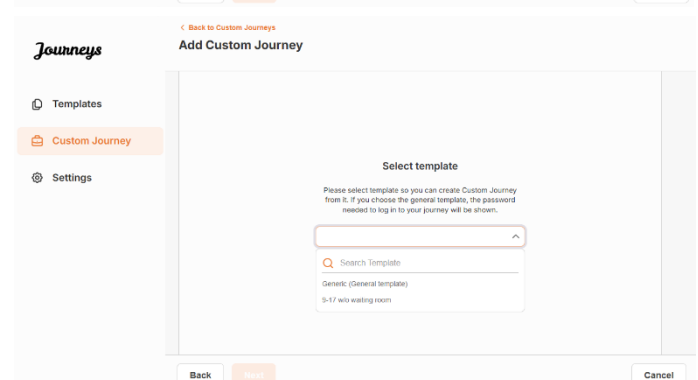 < Back to Custom Journeys
Journeys
Add Custom Journey
Templates
Custom Journey
Settings
Select template
Please select template so you can create Custom Journey
from it. If you choose the general template, the password
needed to log in to your journey will be shown.
Search Template
Generic (General template)
5-17 w/o waiting room
Back
Next
Cancel